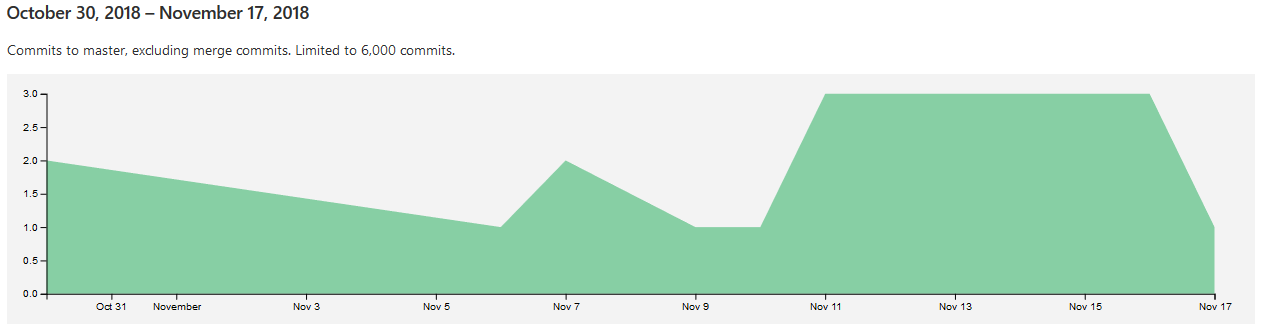 October 30, 2018 – November 17, 2018
Commits to master, excluding merge commits. Limited to 6,000 commits.
3.0
2.5
2.0
1.5
1.0
0.5
0.0
Oct 31 November Nov 3 Nov 5 Nov 7 Nov 9 Nov 11 Nov 13 Nov 15 Nov 17